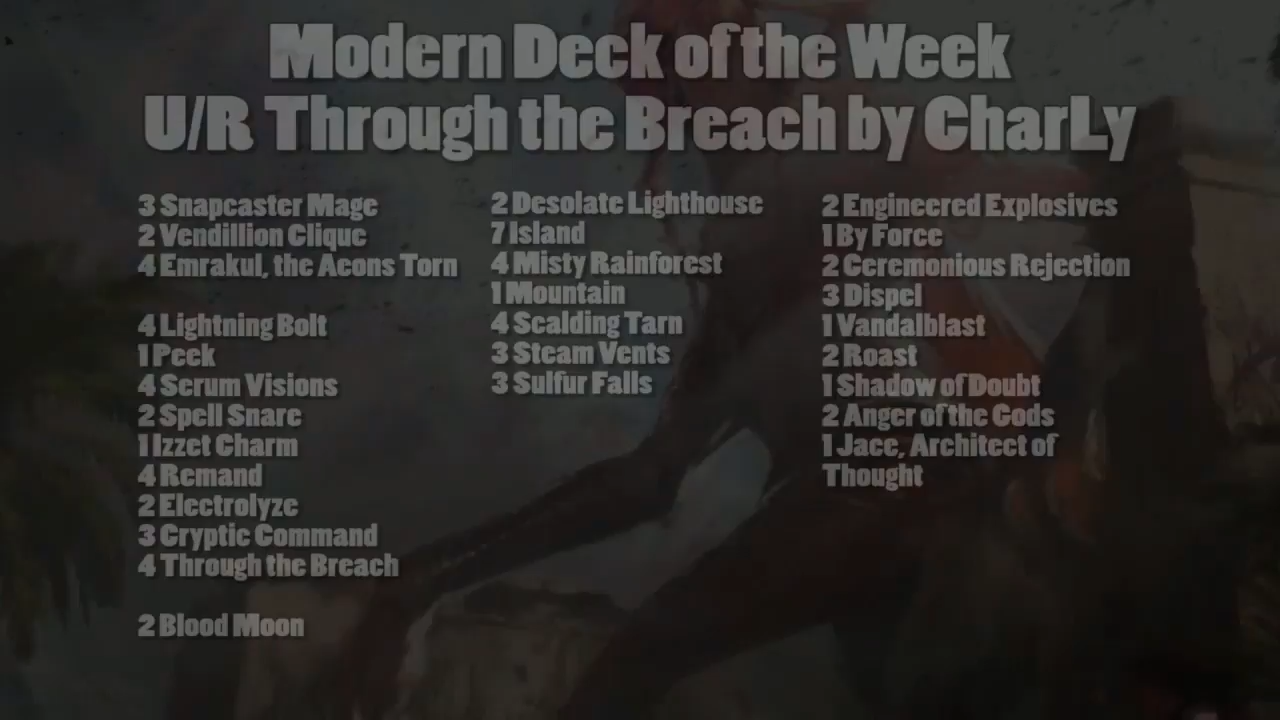 Modern Deck of the Week
U/R Through the Breach by CharLy
3 Snapcaster Mage
2 Vendillion Clique
4 Emrakul, the Aeons Torn
4 Lightning Bolt
1 Peek
4 Serum Visions
2 Spell Snare
1 Izzet Charm
4 Remand
2 Electrolyze
3 Cryptic Command
4 Through the Breach
2 Blood Moon
2 Desolate Lighthouse
7 Island
4 Misty Rainforest
1 Mountain
4 Scalding Tarn
3 Steam Vents
3 Sulfur Falls
2 Engineered Explosives
1 By Force
2 Ceremonious Rejection
3 Dispel
1 Vandalblast
2 Roast
1 Shadow of Doubt
2 Anger of the Gods
1 Jace, Architect of
Thought